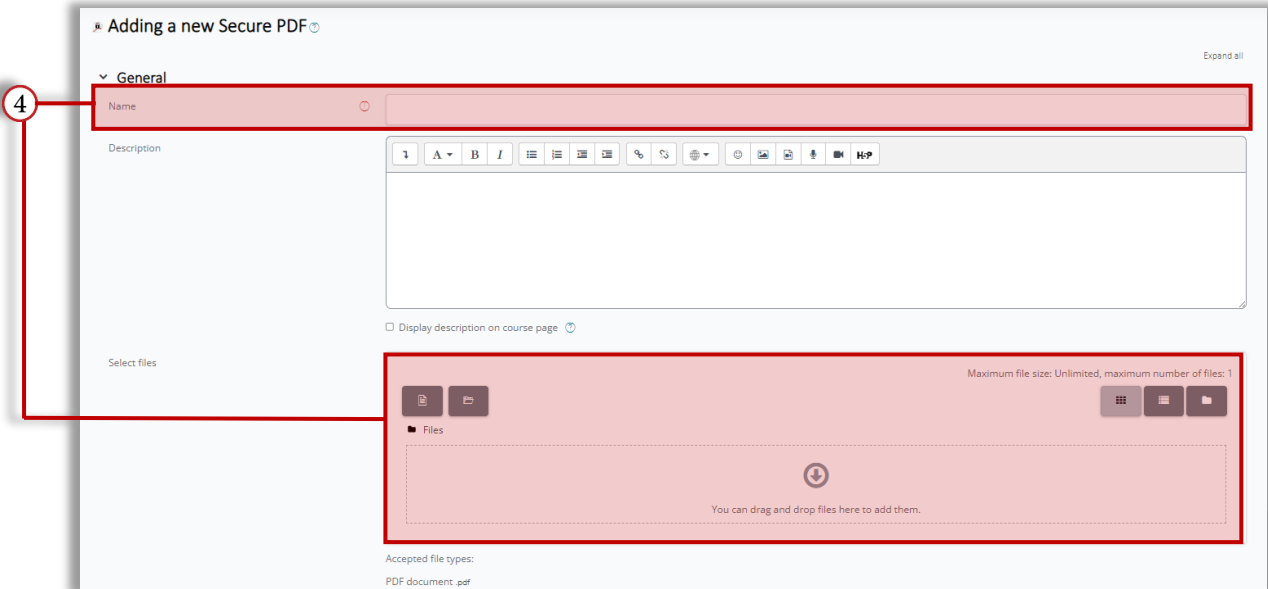 Adding a new Secure PDF
Expand all
General
4
Name
Description
A B I H5P
Display description on course page
Select files
Maximum file size: Unlimited, maximum number of files: 1
Files
You can drag and drop files here to add them.
Accepted file types:
PDF document .pdf